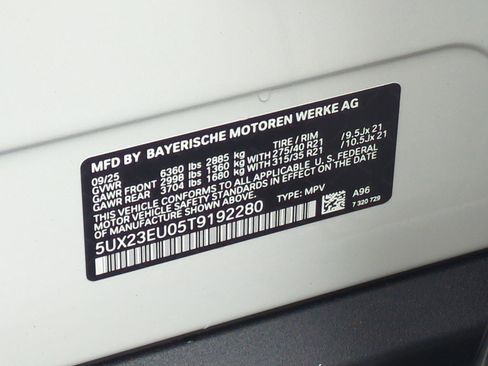 MFD BY BAYERISCHE MOTOREN WERKE AG
09/25 TIRE / RIM
GVWR 6360 lbs 2885 kg
GAWR FRONT 2998 lbs 1360 kg WITH 275/40 R21 / 9.5Jx 21
GAWR REAR 3704 lbs 1680 kg WITH 315/35 R21 / 10.5Jx 21
THIS VEHICLE CONFORMS TO ALL APPLICABLE U.S. FEDERAL
MOTOR VEHICLE SAFETY STANDARDS IN EFFECT ON THE DATE
OF MANUFACTURE SHOWN ABOVE.
5UX23EU05T9192280 TYPE: MPV A96
7 320 729